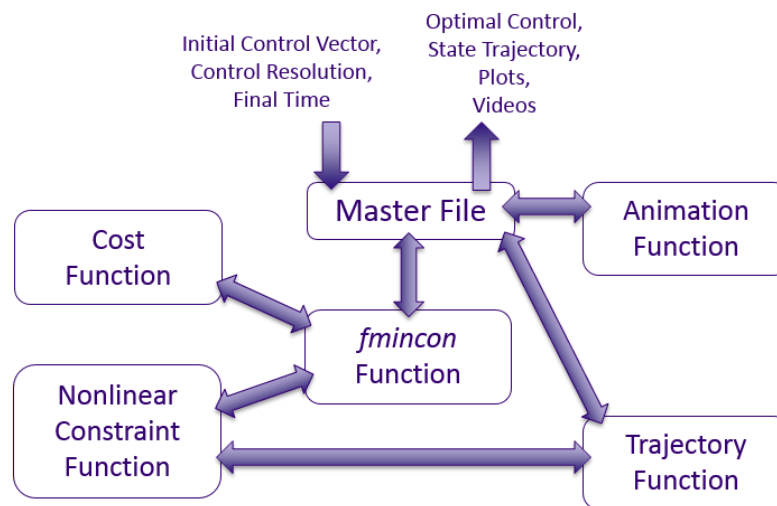 Initial Control Vector,
Control Resolution,
Final Time
Optimal Control,
State Trajectory,
Plots,
Videos
Master File
Animation
Function
Cost
Function
fmincon
Function
Nonlinear
Constraint
Function
Trajectory
Function